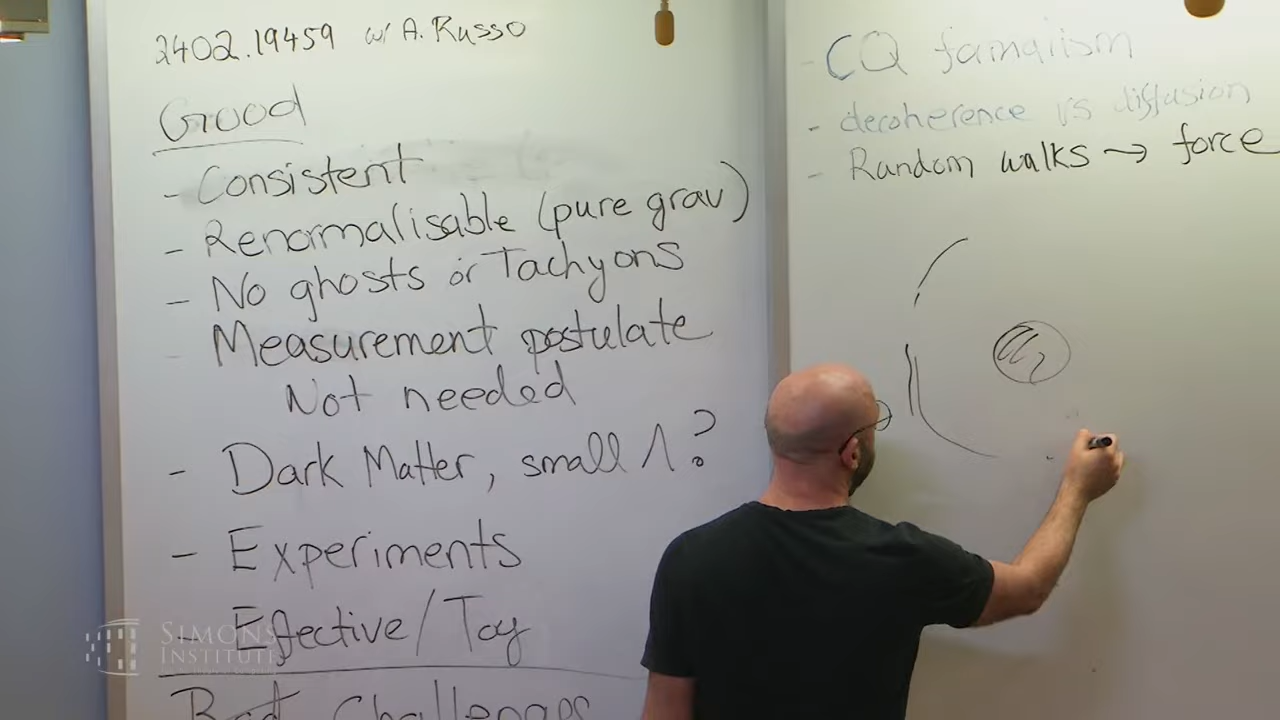 2402.19459 w/ A. Russo
Good
- Consistent
- Renormalisable (pure grav)
- No ghosts or Tachyons
- Measurement postulate
Not needed
- Dark Matter, small Λ?
- Experiments
- Effective/Toy
Bad Challenges
- CQ formalism
- decoherence vs diffusion
- Random walks → force
SIMONS
INSTITUTE